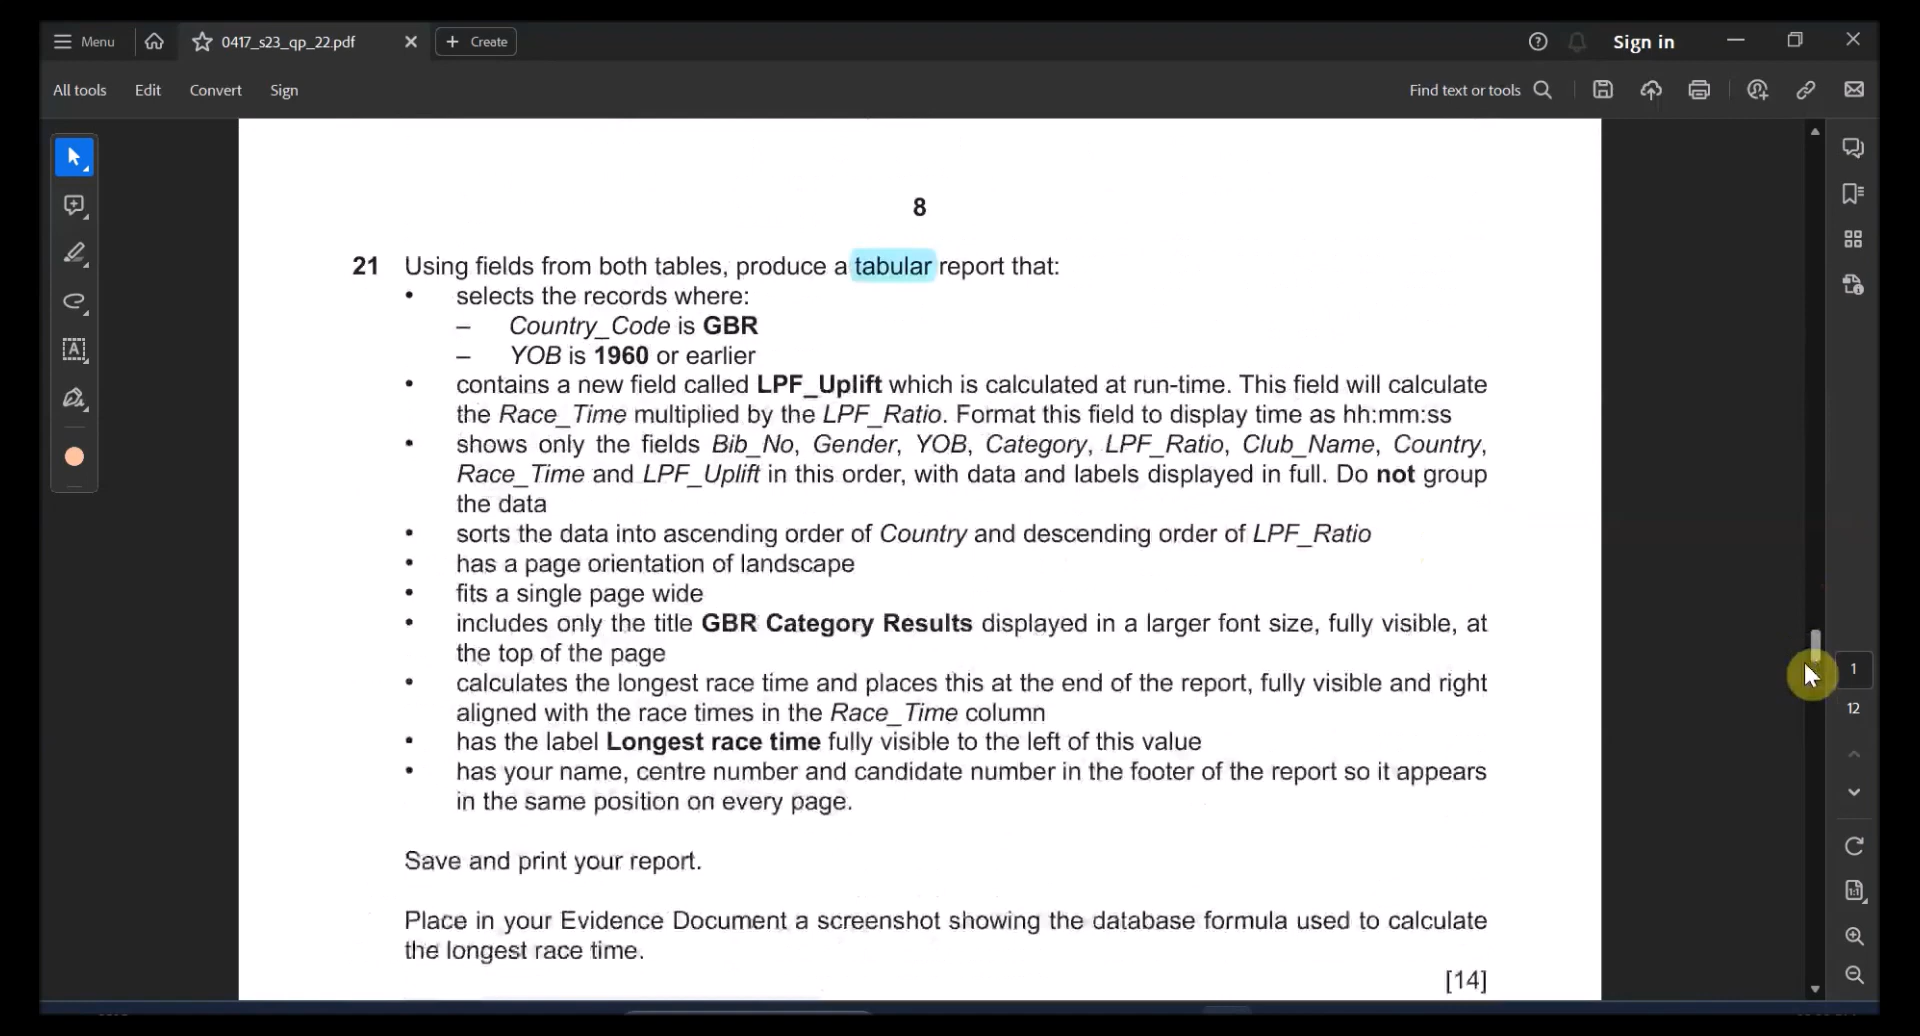 Menu
0417_s23_qp_22.pdf
Create
Sign in
All tools
Edit
Convert
Sign
Find text or tools
8
21 Using fields from both tables, produce a tabular report that:
• selects the records where:
– Country_Code is GBR
– YOB is 1960 or earlier
• contains a new field called LPF_Uplift which is calculated at run-time. This field will calculate
the Race_Time multiplied by the LPF_Ratio. Format this field to display time as hh:mm:ss
• shows only the fields Bib_No, Gender, YOB, Category, LPF_Ratio, Club_Name, Country,
Race_Time and LPF_Uplift in this order, with data and labels displayed in full. Do not group
the data
• sorts the data into ascending order of Country and descending order of LPF_Ratio
• has a page orientation of landscape
• fits a single page wide
• includes only the title GBR Category Results displayed in a larger font size, fully visible, at
the top of the page
• calculates the longest race time and places this at the end of the report, fully visible and right
aligned with the race times in the Race_Time column
• has the label Longest race time fully visible to the left of this value
• has your name, centre number and candidate number in the footer of the report so it appears
in the same position on every page.
Save and print your report.
Place in your Evidence Document a screenshot showing the database formula used to calculate
the longest race time.
[14]
1
12